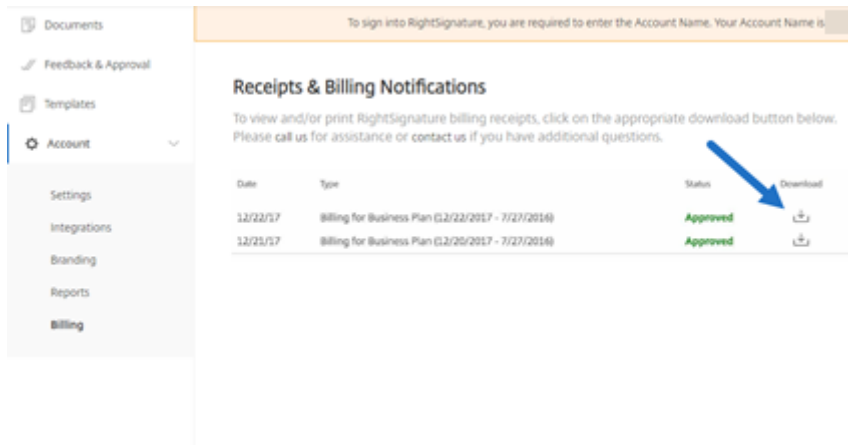 Documents
Feedback & Approval
Templates
Account
Settings
Integrations
Branding
Reports
Billing
To sign into RightSignature, you are required to enter the Account Name. Your Account Name is
Receipts & Billing Notifications
To view and/or print RightSignature billing receipts, click on the appropriate download button below.
Please call us for assistance or contact us if you have additional questions.
Date Type Status Download
12/22/17 Billing for Business Plan (12/22/2017 - 7/27/2016) Approved
12/21/17 Billing for Business Plan (12/20/2017 - 7/27/2016) Approved